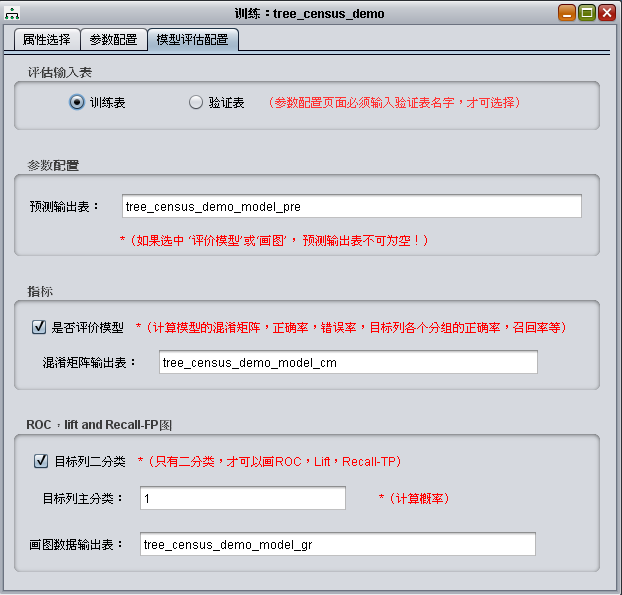 训练：tree_census_demo
属性选择 参数配置 模型评估配置
评估输入表
训练表 验证表 （参数配置页面必须输入验证表名字，才可选择）
参数配置
预测输出表： tree_census_demo_model_pre
*（如果选中 ‘评价模型’或‘画图’， 预测输出表不可为空！）
指标
是否评价模型 *（计算模型的混淆矩阵，正确率，错误率，目标列各个分组的正确率，召回率等）
混淆矩阵输出表： tree_census_demo_model_cm
ROC，lift and Recall-FP图
目标列二分类 *（只有二分类，才可以画ROC，Lift，Recall-TP）
目标列主分类： 1 *（计算概率）
画图数据输出表： tree_census_demo_model_gr